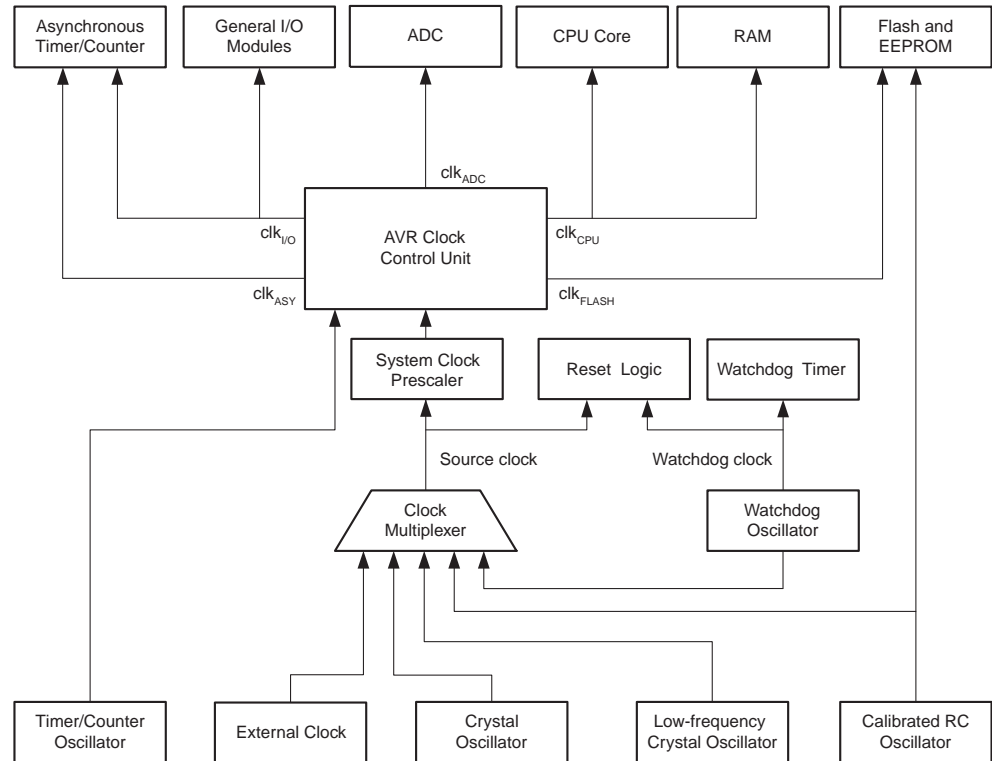 Asynchronous
Timer/Counter
General I/O
Modules
ADC
CPU Core
RAM
Flash and
EEPROM
clkADC
clkI/O
AVR Clock
Control Unit
clkCPU
clkASY
clkFLASH
System Clock
Prescaler
Reset Logic
Watchdog Timer
Source clock
Watchdog clock
Clock
Multiplexer
Watchdog
Oscillator
Timer/Counter
Oscillator
External Clock
Crystal
Oscillator
Low-frequency
Crystal Oscillator
Calibrated RC
Oscillator